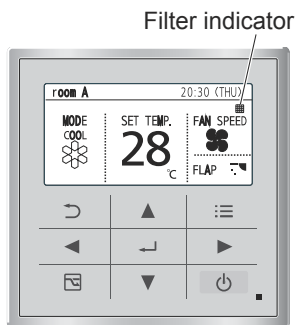 Filter indicator
room A 20:30 (THU)
MODE SET TEMP. FAN SPEED
COOL
28℃
FLAP